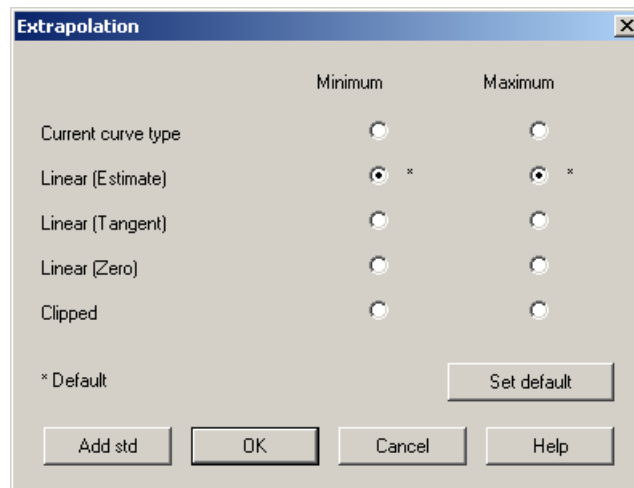 Extrapolation
Minimum Maximum
Current curve type
Linear (Estimate) * *
Linear (Tangent)
Linear (Zero)
Clipped
* Default Set default
Add std OK Cancel Help